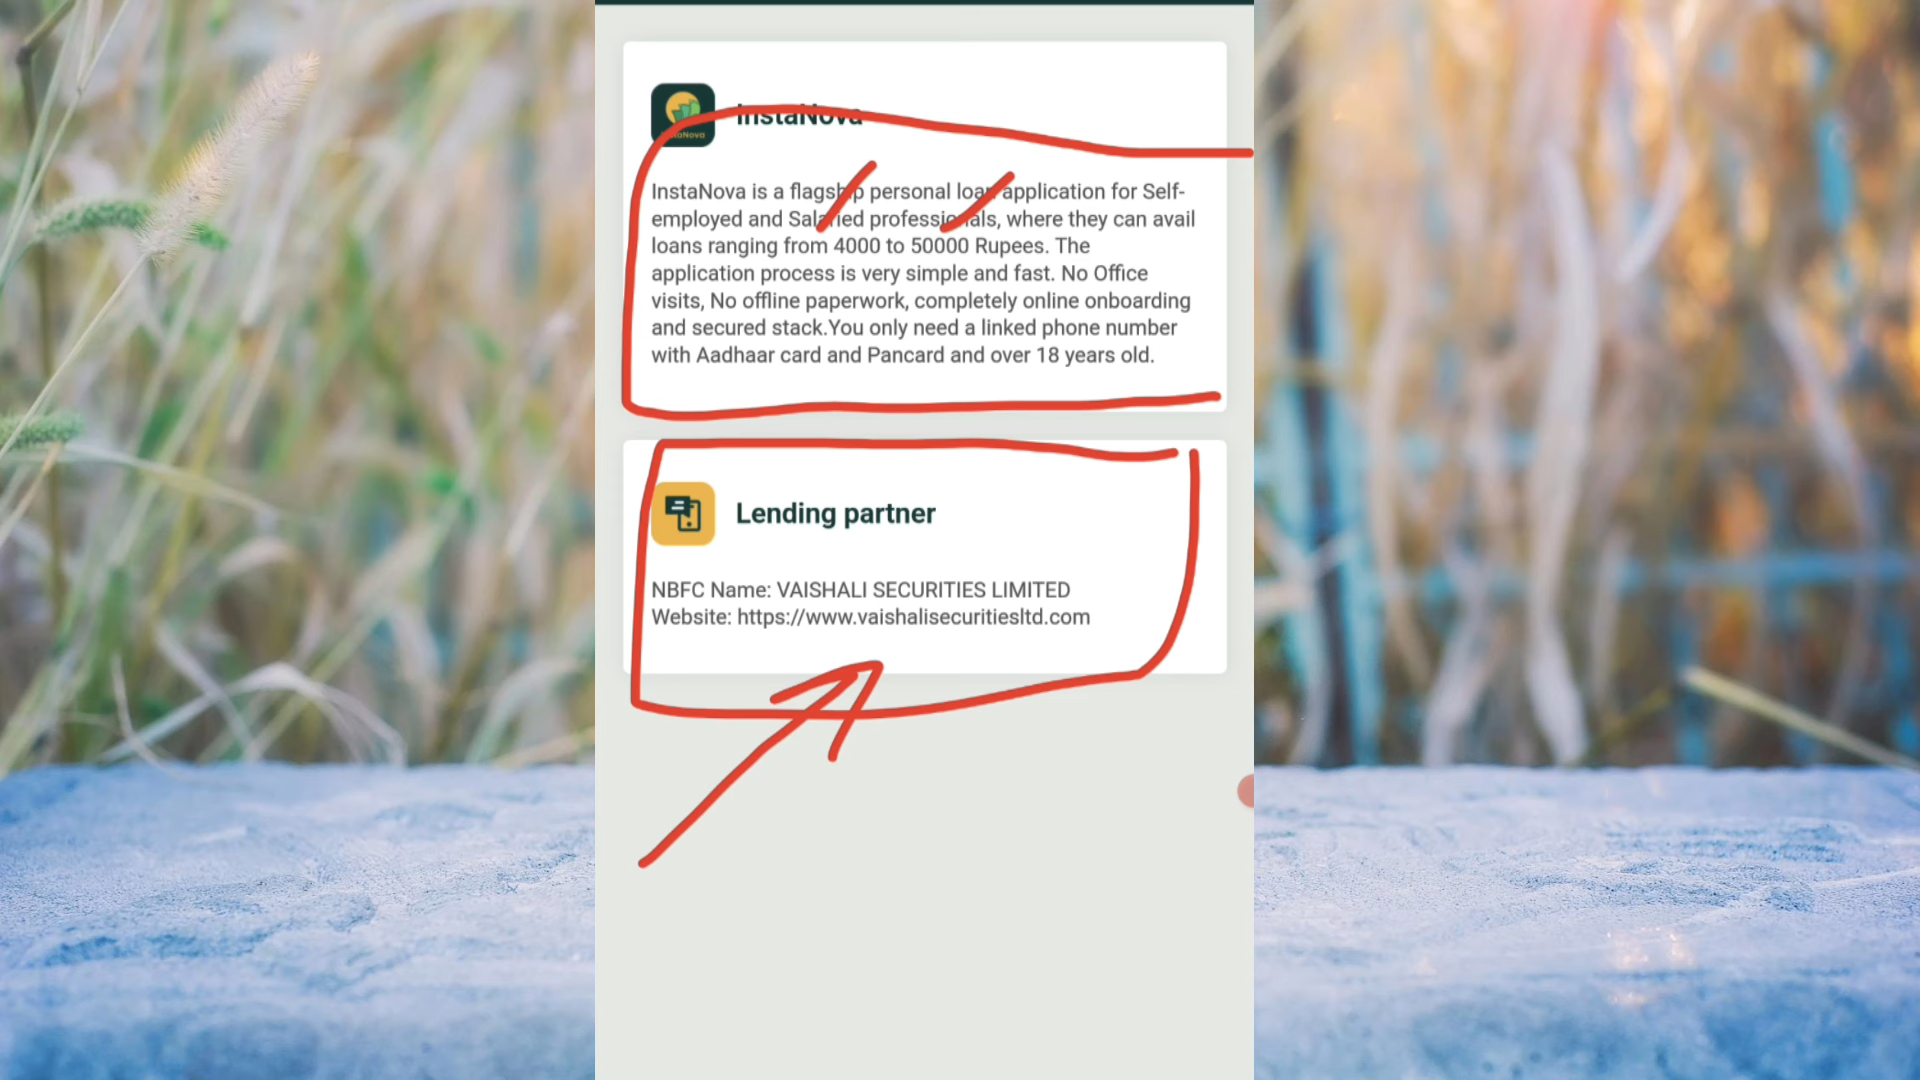 InstaNova
InstaNova is a flagship personal loan application for Self-
employed and Salaried professionals, where they can avail
loans ranging from 4000 to 50000 Rupees. The
application process is very simple and fast. No Office
visits, No offline paperwork, completely online onboarding
and secured stack.You only need a linked phone number
with Aadhaar card and Pancard and over 18 years old.
Lending partner
NBFC Name: VAISHALI SECURITIES LIMITED
Website: https://www.vaishalisecuritiesltd.com